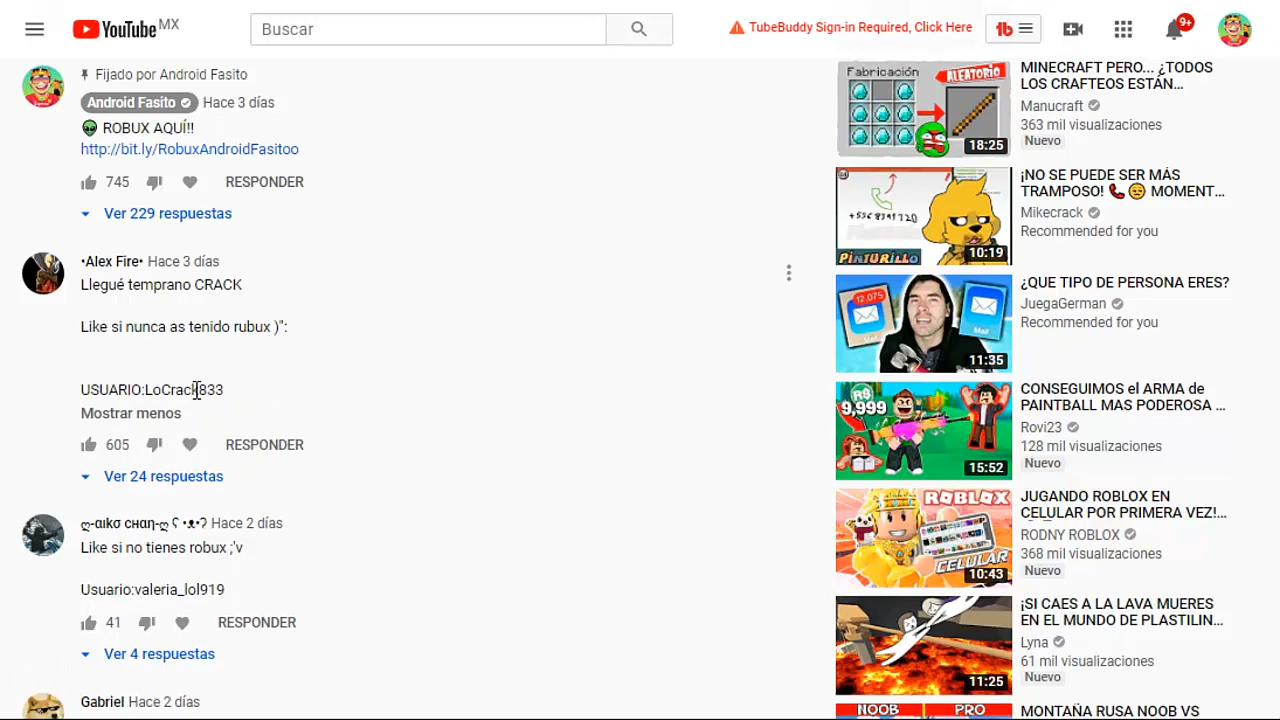 YouTube MX
Buscar
TubeBuddy Sign-in Required, Click Here
tb
9+
Fijado por Android Fasito
Android Fasito Hace 3 días
👽 ROBUX AQUÍ!!
http://bit.ly/RobuxAndroidFasitoo
745 RESPONDER
Ver 229 respuestas
•Alex Fire• Hace 3 días
Llegué temprano CRACK
Like si nunca as tenido rubux )":
USUARIO:LoCrack833
Mostrar menos
605 RESPONDER
Ver 24 respuestas
ღ-αιkσ cнαη-ღ ʕ •ᴥ•ʔ Hace 2 días
Like si no tienes robux ;'v
Usuario:valeria_lol919
41 RESPONDER
Ver 4 respuestas
Gabriel Hace 2 días
Fabricación
ALEATORIO
18:25
MINECRAFT PERO... ¿TODOS
LOS CRAFTEOS ESTÁN...
Manucraft
363 mil visualizaciones
Nuevo
PINTURILLO
10:19
¡NO SE PUEDE SER MÁS
TRAMPOSO! 📞😔 MOMENT...
Mikecrack
Recommended for you
12,075
Mail
11:35
¿QUE TIPO DE PERSONA ERES?
JuegaGerman
Recommended for you
R$
9,999
15:52
CONSEGUIMOS el ARMA de
PAINTBALL MAS PODEROSA ...
Rovi23
128 mil visualizaciones
Nuevo
ROBLOX
CELULAR
10:43
JUGANDO ROBLOX EN
CELULAR POR PRIMERA VEZ!...
RODNY ROBLOX
368 mil visualizaciones
Nuevo
11:25
¡SI CAES A LA LAVA MUERES
EN EL MUNDO DE PLASTILIN...
Lyna
61 mil visualizaciones
Nuevo
NOOB PRO
MONTAÑA RUSA NOOB VS